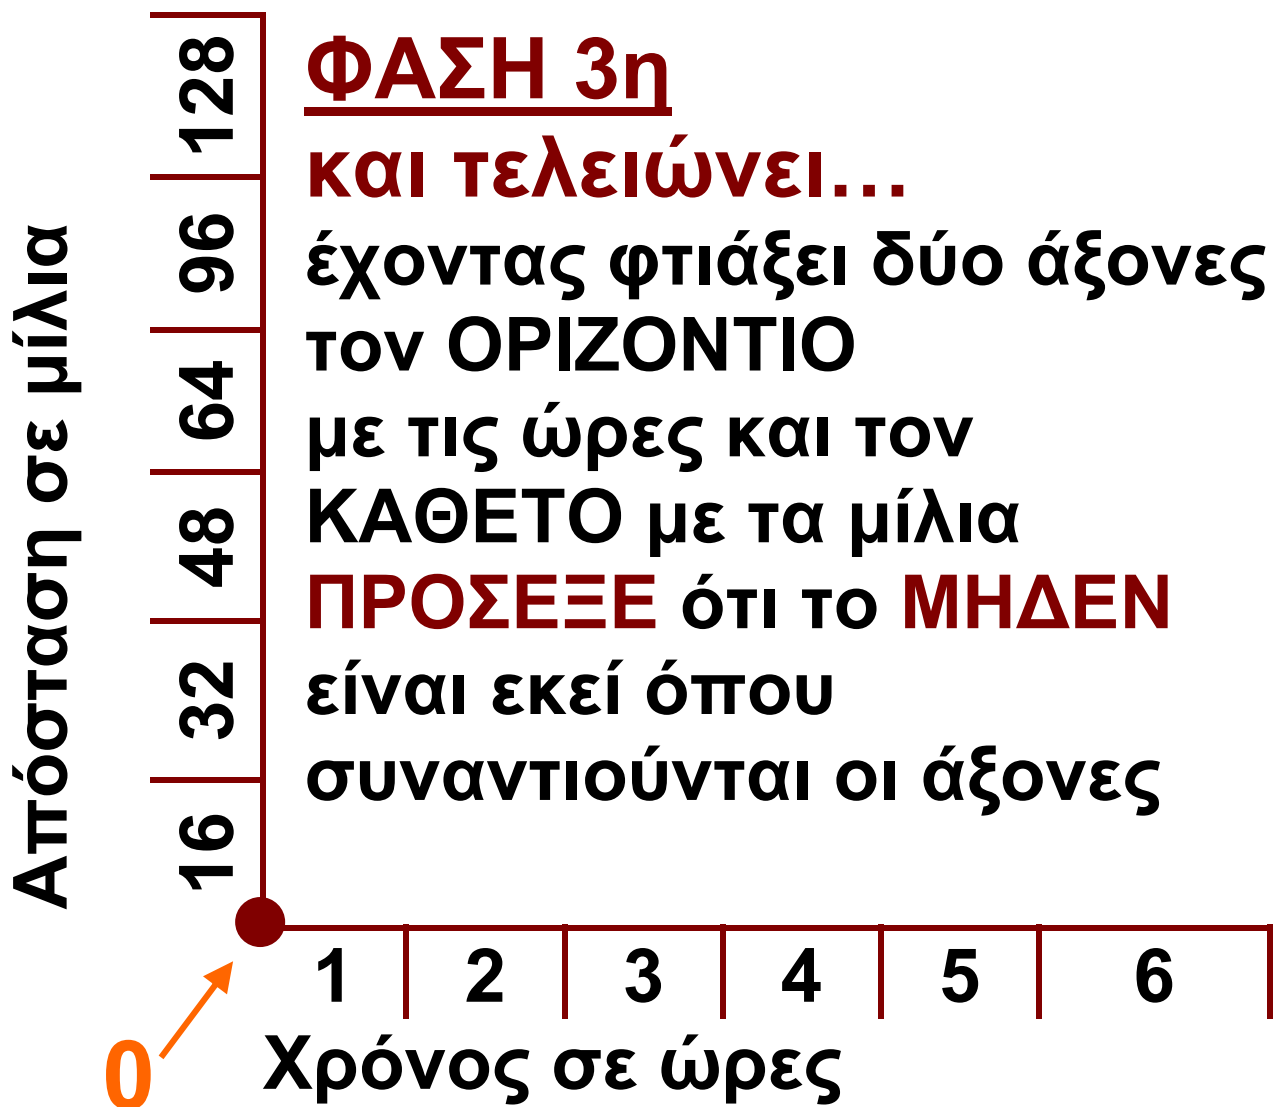 ΦΑΣΗ 3η
και τελειώνει...
έχοντας φτιάξει δύο άξονες
τον ΟΡΙΖΟΝΤΙΟ
με τις ώρες και τον
ΚΑΘΕΤΟ με τα μίλια
ΠΡΟΣΕΞΕ ότι το ΜΗΔΕΝ
είναι εκεί όπου
συναντιούνται οι άξονες
Απόσταση σε μίλια
128
96
64
48
32
16
1 2 3 4 5 6
0
Χρόνος σε ώρες